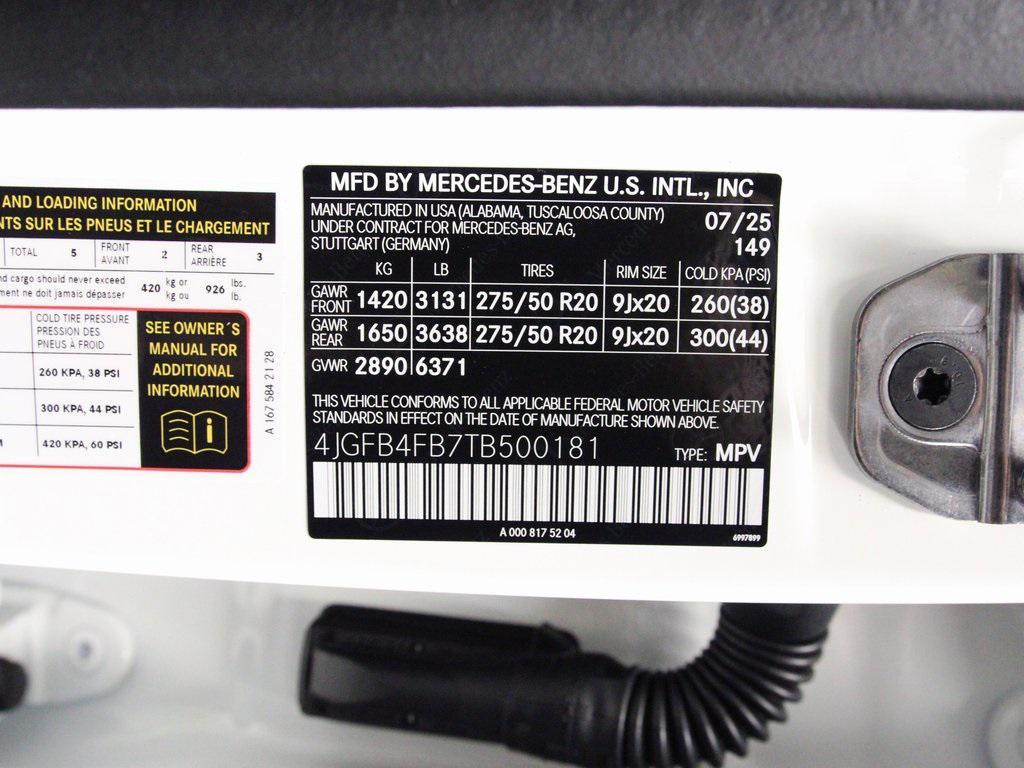 AND LOADING INFORMATION
NTS SUR LES PNEUS ET LE CHARGEMENT
TOTAL 5 FRONT AVANT 2 REAR ARRIÈRE 3
cargo should never exceed 420 kg or 926 lbs.
ment ne doit jamais dépasser kg ou lb.
COLD TIRE PRESSURE
PRESSION DES
PNEUS À FROID
260 KPA, 38 PSI
300 KPA, 44 PSI
420 KPA, 60 PSI
SEE OWNER´S
MANUAL FOR
ADDITIONAL
INFORMATION
A 167 584 21 28
MFD BY MERCEDES-BENZ U.S. INTL., INC
MANUFACTURED IN USA (ALABAMA, TUSCALOOSA COUNTY) 07/25
UNDER CONTRACT FOR MERCEDES-BENZ AG,
STUTTGART (GERMANY) 149
KG LB TIRES RIM SIZE COLD KPA (PSI)
GAWR FRONT 1420 3131 275/50 R20 9Jx20 260(38)
GAWR REAR 1650 3638 275/50 R20 9Jx20 300(44)
GVWR 2890 6371
THIS VEHICLE CONFORMS TO ALL APPLICABLE FEDERAL MOTOR VEHICLE SAFETY
STANDARDS IN EFFECT ON THE DATE OF MANUFACTURE SHOWN ABOVE.
4JGFB4FB7TB500181 TYPE: MPV
A 000 817 52 04
6997899